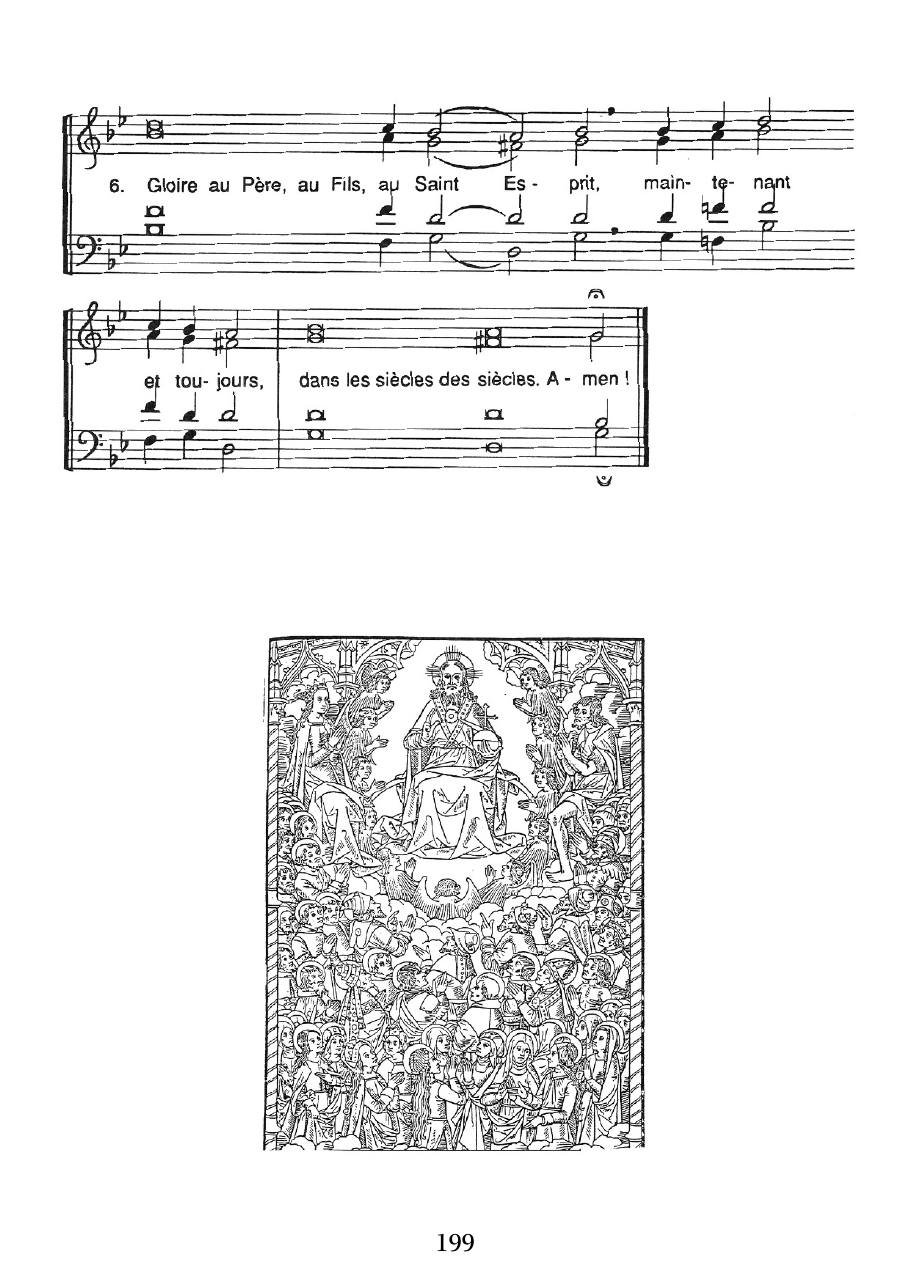 6. Gloire au Père, au Fils, au Saint Es - prit, main- te- nant
et tou- jours, dans les siècles des siècles. A - men !
199